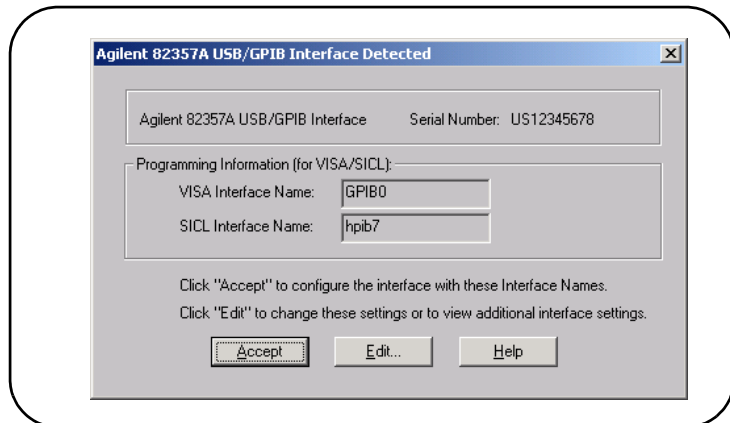 Agilent 82357A USB/GPIB Interface Detected
Agilent 82357A USB/GPIB Interface Serial Number: US12345678
Programming Information (for VISA/SICL):
VISA Interface Name: GPIB0
SICL Interface Name: hpib7
Click "Accept" to configure the interface with these Interface Names.
Click "Edit" to change these settings or to view additional interface settings.
Accept Edit... Help